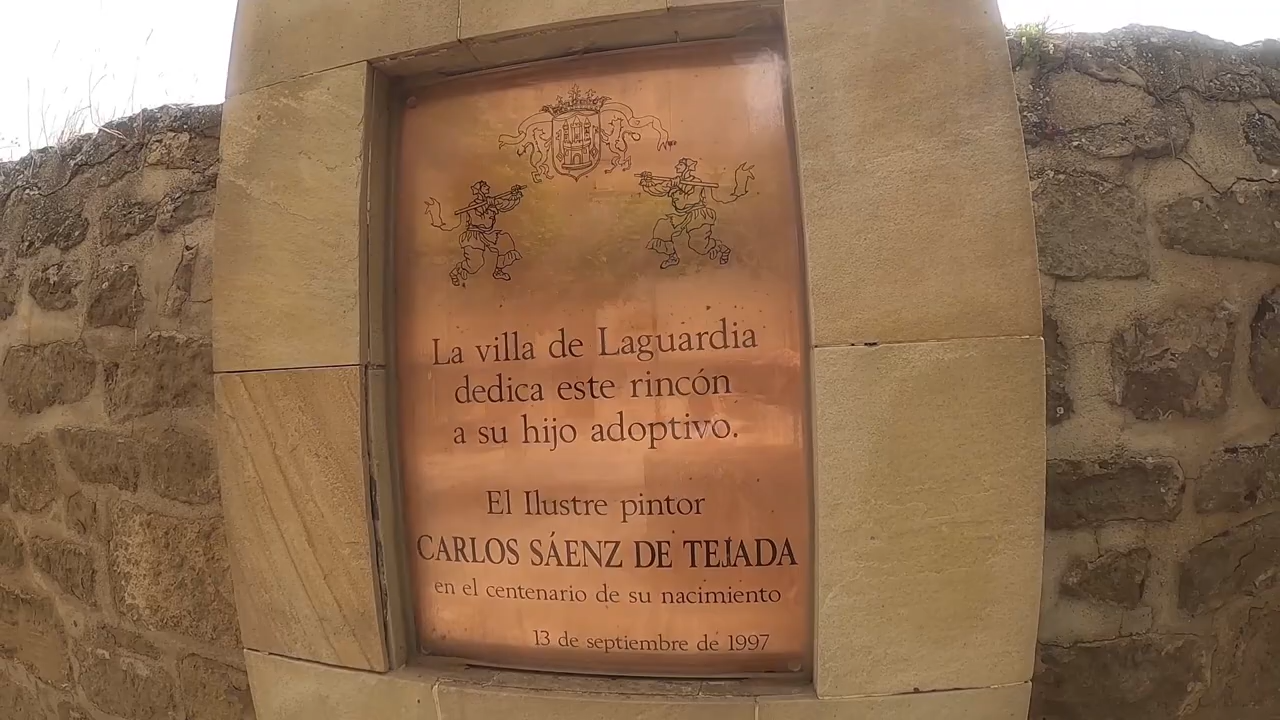 La villa de Laguardia
dedica este rincón
a su hijo adoptivo.
El Ilustre pintor
CARLOS SÁENZ DE TEJADA
en el centenario de su nacimiento
13 de septiembre de 1997